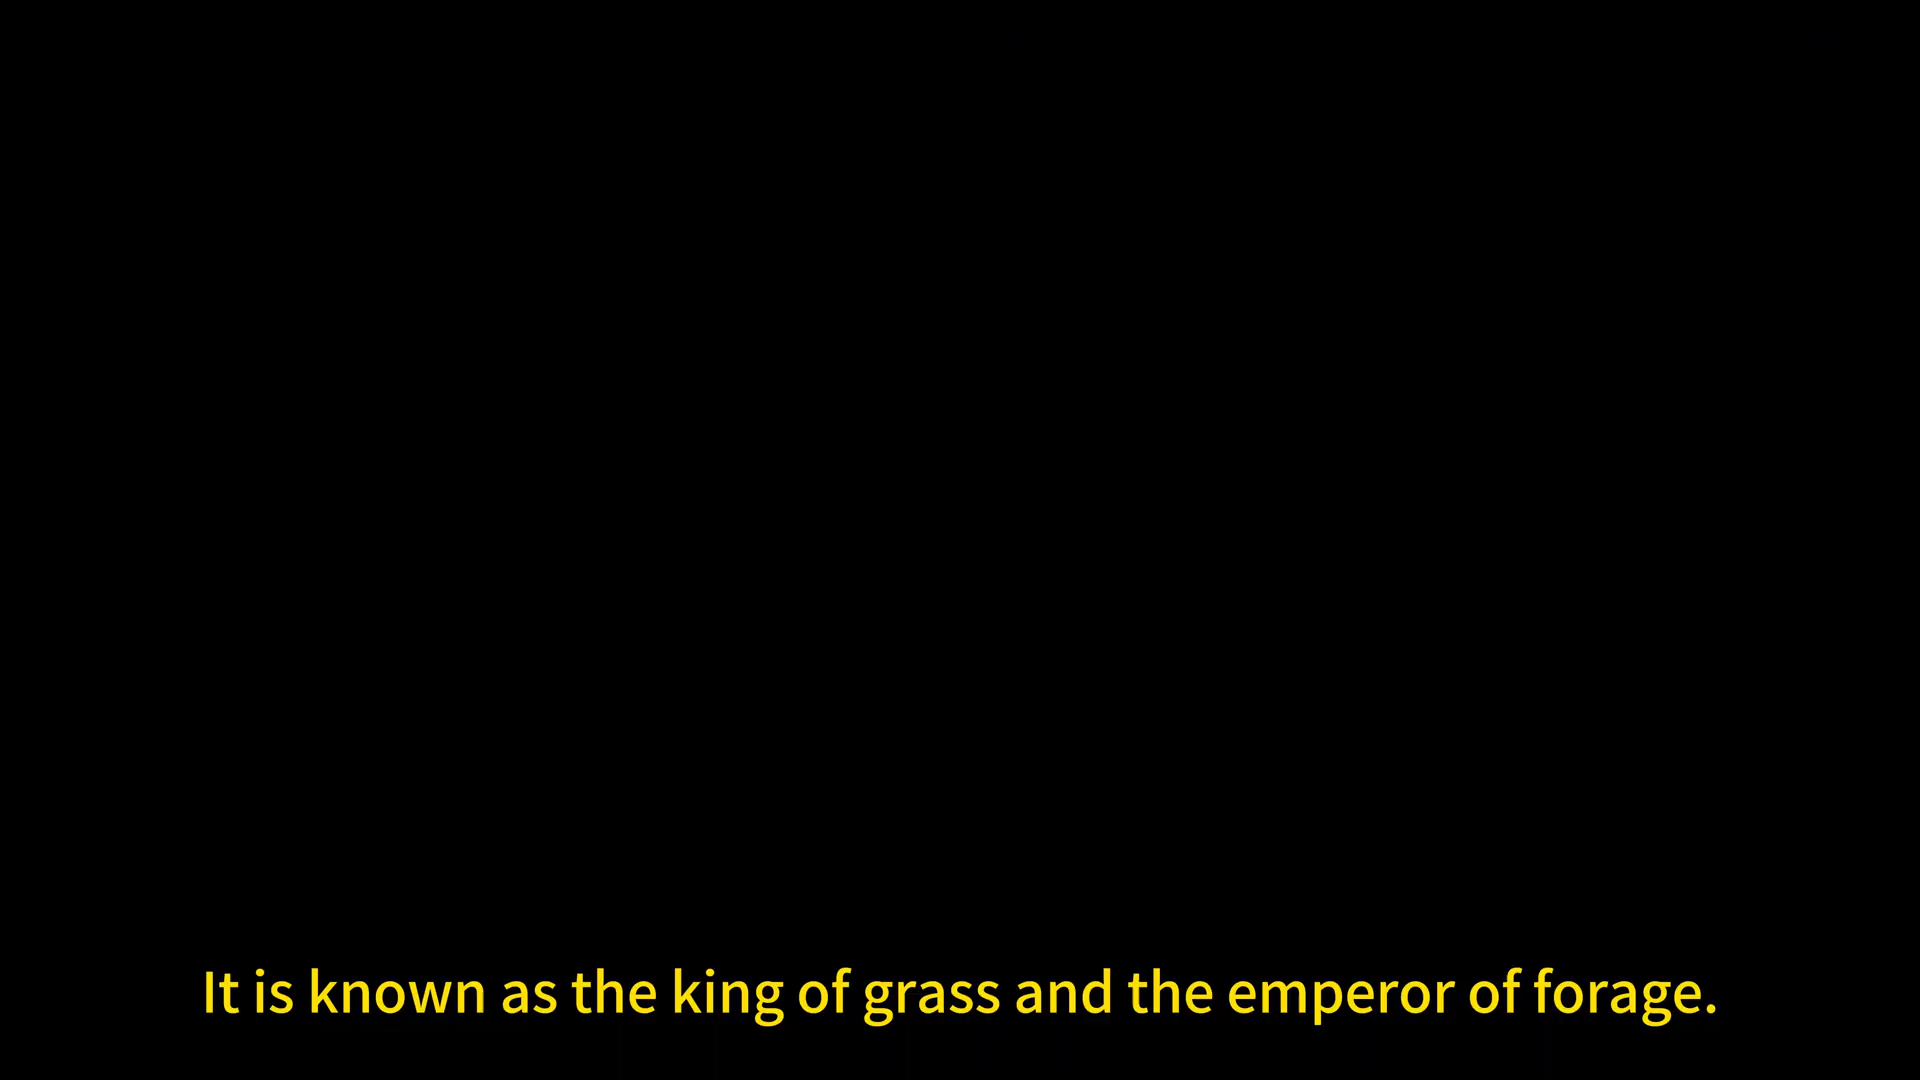 It is known as the king of grass and the emperor of forage.